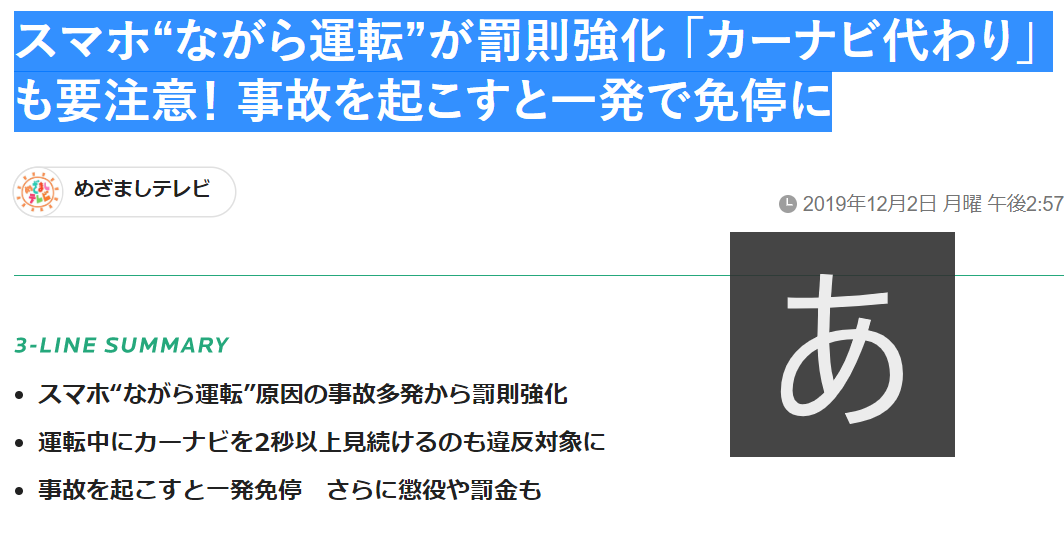 スマホ“ながら運転”が罰則強化「カーナビ代わり」
も要注意！事故を起こすと一発で免停に
めざましテレビ
2019年12月2日 月曜 午後2:57
あ
3-LINE SUMMARY
• スマホ“ながら運転”原因の事故多発から罰則強化
• 運転中にカーナビを2秒以上見続けるのも違反対象に
• 事故を起こすと一発免停　さらに懲役や罰金も